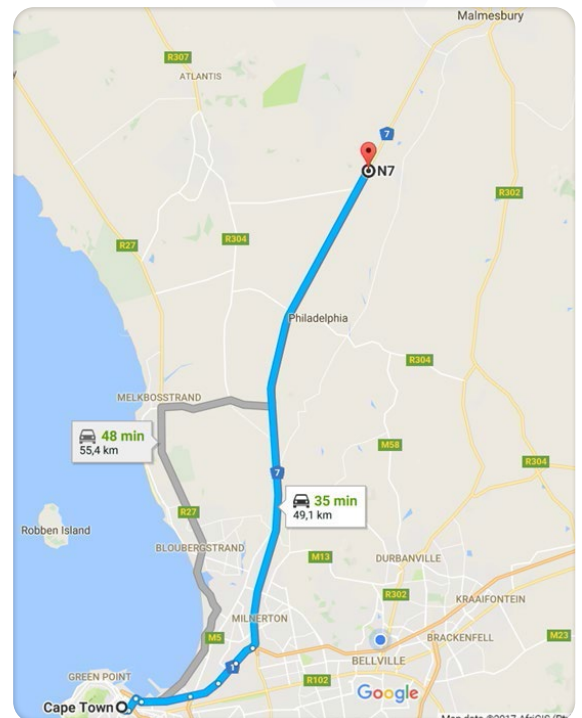 Malmesbury
R307
ATLANTIS
7
N7
R302
R304
R27
Philadelphia
R304
MELKBOSSTRAND
48 min
55,4 km
M58
R304
7
35 min
49,1 km
R27
Robben Island
BLOUBERGSTRAND
M13
DURBANVILLE
R302
KRAAIFONTEIN
MILNERTON
M5
BRACKENFELL
M23
1
BELLVILLE
GREEN POINT
R102
Google
Cape Town